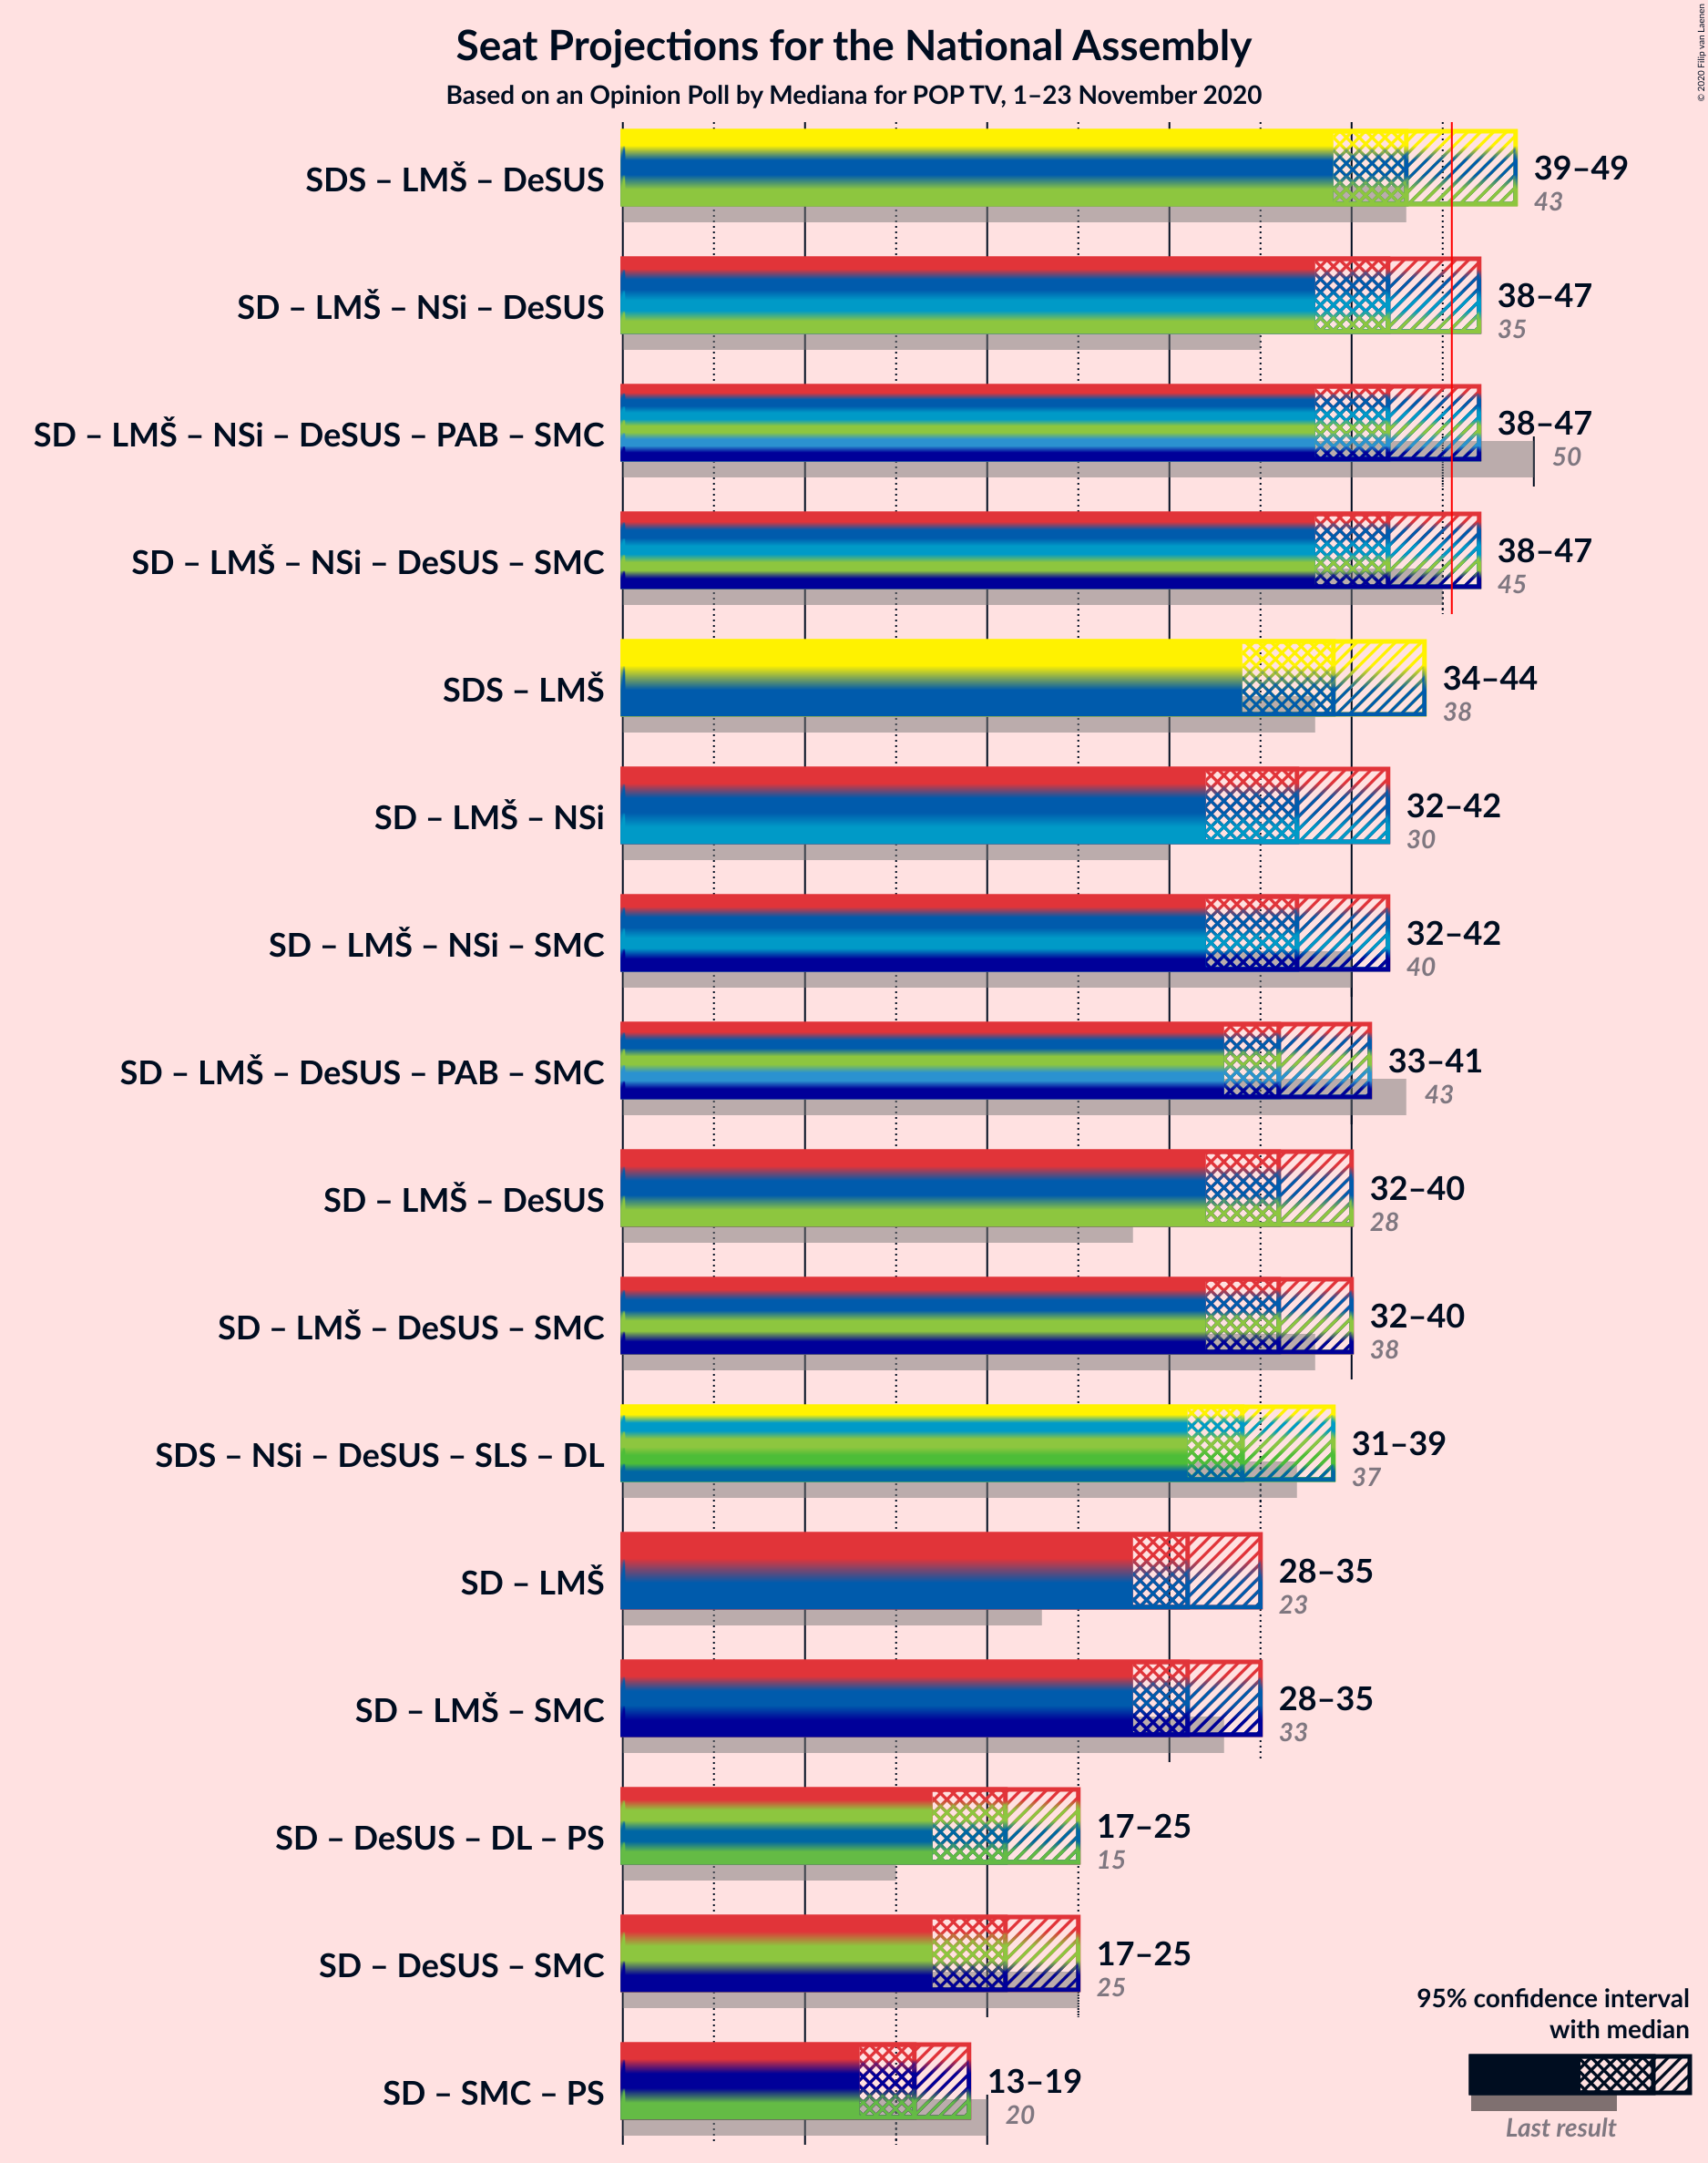 Seat Projections for the National Assembly
Based on an Opinion Poll by Mediana for POP TV, 1–23 November 2020
© 2020 Filip van Laenen
SDS – LMŠ – DeSUS
39–49
43
SD – LMŠ – NSi – DeSUS
38–47
35
SD – LMŠ – NSi – DeSUS – PAB – SMC
38–47
50
SD – LMŠ – NSi – DeSUS – SMC
38–47
45
SDS – LMŠ
34–44
38
SD – LMŠ – NSi
32–42
30
SD – LMŠ – NSi – SMC
32–42
40
SD – LMŠ – DeSUS – PAB – SMC
33–41
43
SD – LMŠ – DeSUS
32–40
28
SD – LMŠ – DeSUS – SMC
32–40
38
SDS – NSi – DeSUS – SLS – DL
31–39
37
SD – LMŠ
28–35
23
SD – LMŠ – SMC
28–35
33
SD – DeSUS – DL – PS
17–25
15
SD – DeSUS – SMC
17–25
25
SD – SMC – PS
13–19
20
95% confidence interval
with median
Last result